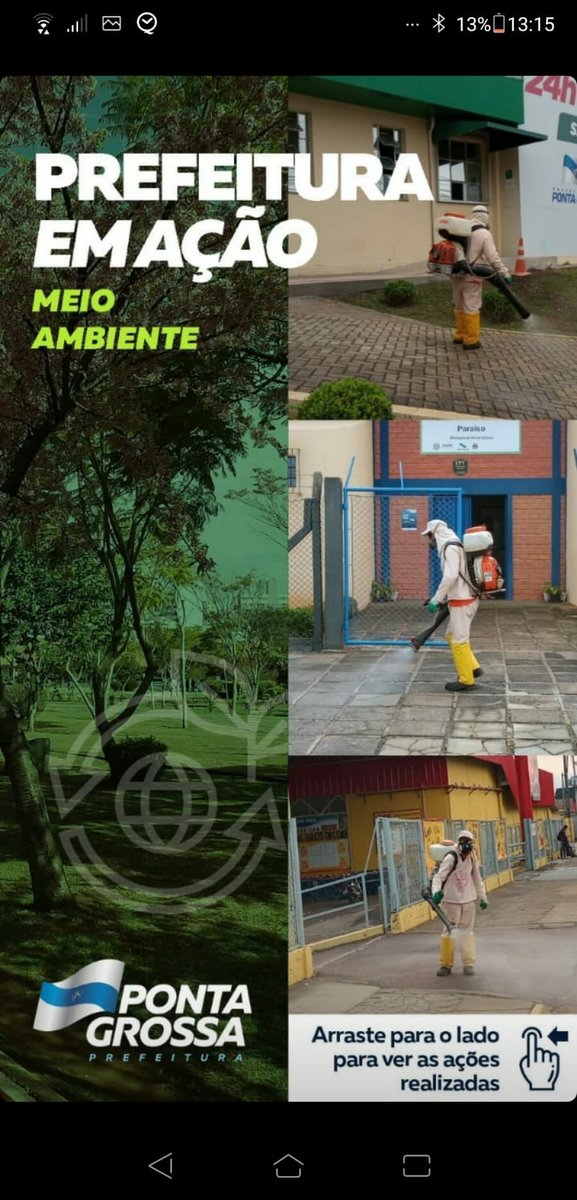 13%
13:15
PREFEITURA
EM AÇÃO
MEIO
AMBIENTE
24h
S
PONTA
Paraíso
PONTA
GROSSA
PREFEITURA
Arraste para o lado
para ver as ações
realizadas